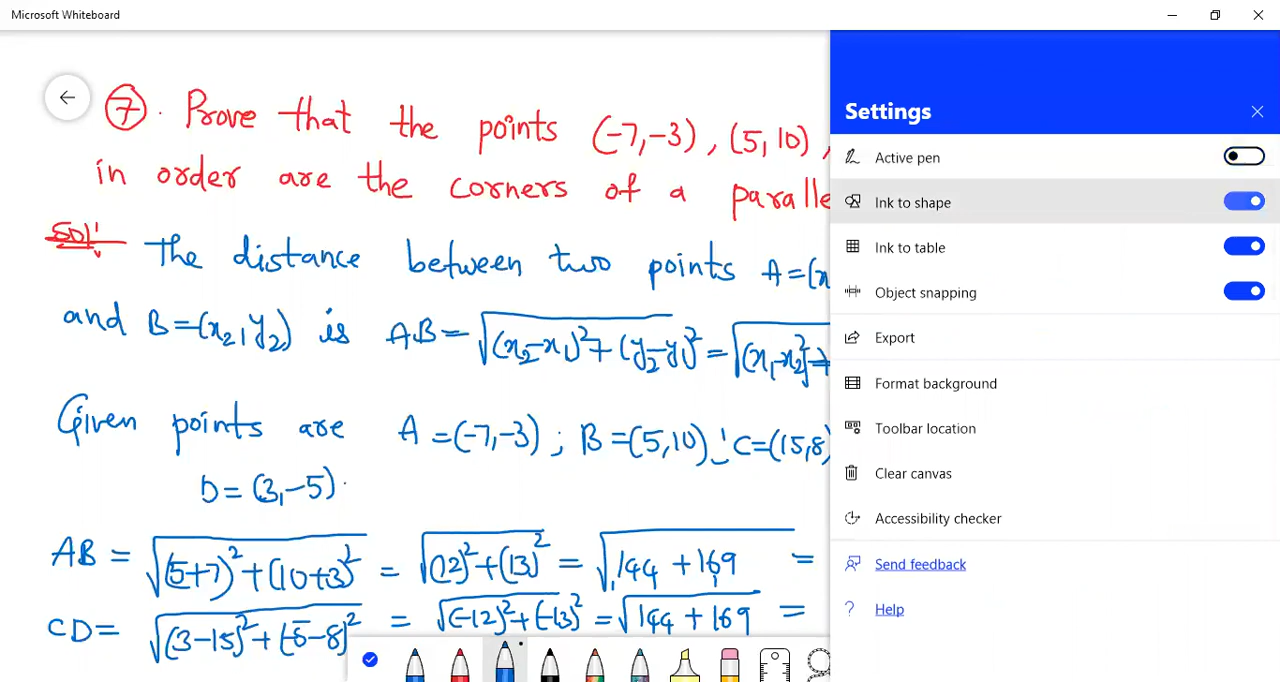 Microsoft Whiteboard
⑦. Prove that the points (-7,-3), (5,10),
in order are the corners of a paralle
Sol!
The distance between two points A=(x
and B=(x₂,y₂) is AB=√(x₂-x₁)²+(y₂-y₁)²=√(x₁-x₂)²+
Given points are A=(-7,-3); B=(5,10); C=(15,8)
D=(3,-5).
AB = √(5+7)²+(10+3)² = √(12)²+(13)² = √144+169 =
CD= √(3-15)²+(-5-8)² = √(-12)²+(-13)² = √144+169 =
Settings
Active pen
Ink to shape
Ink to table
Object snapping
Export
Format background
Toolbar location
Clear canvas
Accessibility checker
Send feedback
? Help